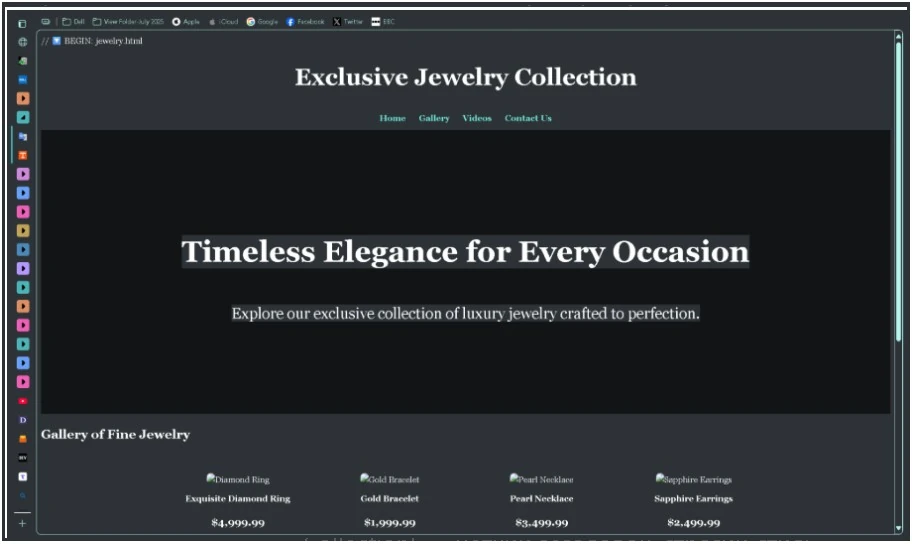 Dell View Folder July 2025 Apple iCloud Google Facebook Twitter BBC
// BEGIN: jewelry.html
Exclusive Jewelry Collection
Home Gallery Videos Contact Us
Timeless Elegance for Every Occasion
Explore our exclusive collection of luxury jewelry crafted to perfection.
Gallery of Fine Jewelry
Diamond Ring Gold Bracelet Pearl Necklace Sapphire Earrings
Exquisite Diamond Ring Gold Bracelet Pearl Necklace Sapphire Earrings
$4,999.99 $1,999.99 $3,499.99 $2,499.99